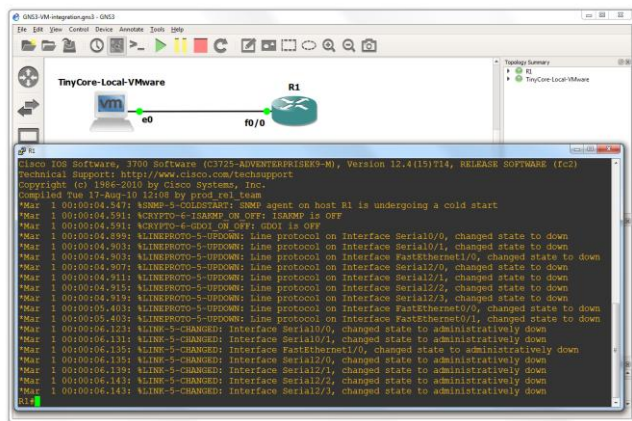 GNS3-VM-integration.gns3 - GNS3
File Edit View Control Device Annotate Tools Help
Topology Summary
R1
TinyCore-Local-VMware
TinyCore-Local-VMware
R1
vm
e0
f0/0
R1
Cisco IOS Software, 3700 Software (C3725-ADVENTERPRISEK9-M), Version 12.4(15)T14, RELEASE SOFTWARE (fc2)
Technical Support: http://www.cisco.com/techsupport
Copyright (c) 1986-2010 by Cisco Systems, Inc.
Compiled Tue 17-Aug-10 12:08 by prod_rel_team
*Mar 1 00:00:04.547: %SNMP-5-COLDSTART: SNMP agent on host R1 is undergoing a cold start
*Mar 1 00:00:04.591: %CRYPTO-6-ISAKMP_ON_OFF: ISAKMP is OFF
*Mar 1 00:00:04.591: %CRYPTO-6-GDOI_ON_OFF: GDOI is OFF
*Mar 1 00:00:04.899: %LINEPROTO-5-UPDOWN: Line protocol on Interface Serial0/0, changed state to down
*Mar 1 00:00:04.903: %LINEPROTO-5-UPDOWN: Line protocol on Interface Serial0/1, changed state to down
*Mar 1 00:00:04.903: %LINEPROTO-5-UPDOWN: Line protocol on Interface FastEthernet1/0, changed state to down
*Mar 1 00:00:04.907: %LINEPROTO-5-UPDOWN: Line protocol on Interface Serial2/0, changed state to down
*Mar 1 00:00:04.911: %LINEPROTO-5-UPDOWN: Line protocol on Interface Serial2/1, changed state to down
*Mar 1 00:00:04.915: %LINEPROTO-5-UPDOWN: Line protocol on Interface Serial2/2, changed state to down
*Mar 1 00:00:04.919: %LINEPROTO-5-UPDOWN: Line protocol on Interface Serial2/3, changed state to down
*Mar 1 00:00:05.403: %LINEPROTO-5-UPDOWN: Line protocol on Interface FastEthernet0/0, changed state to down
*Mar 1 00:00:05.403: %LINEPROTO-5-UPDOWN: Line protocol on Interface FastEthernet0/1, changed state to down
*Mar 1 00:00:06.123: %LINK-5-CHANGED: Interface Serial0/0, changed state to administratively down
*Mar 1 00:00:06.131: %LINK-5-CHANGED: Interface Serial0/1, changed state to administratively down
*Mar 1 00:00:06.135: %LINK-5-CHANGED: Interface FastEthernet1/0, changed state to administratively down
*Mar 1 00:00:06.135: %LINK-5-CHANGED: Interface Serial2/0, changed state to administratively down
*Mar 1 00:00:06.139: %LINK-5-CHANGED: Interface Serial2/1, changed state to administratively down
*Mar 1 00:00:06.143: %LINK-5-CHANGED: Interface Serial2/2, changed state to administratively down
*Mar 1 00:00:06.143: %LINK-5-CHANGED: Interface Serial2/3, changed state to administratively down
R1#